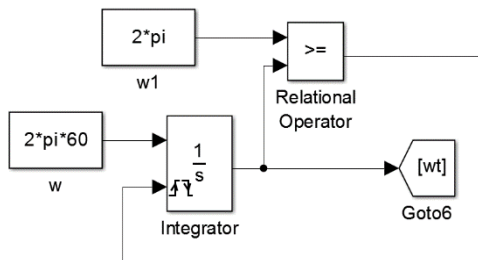 2*pi
w1
>=
Relational
Operator
2*pi*60
w
1
s
Integrator
[wt]
Goto6